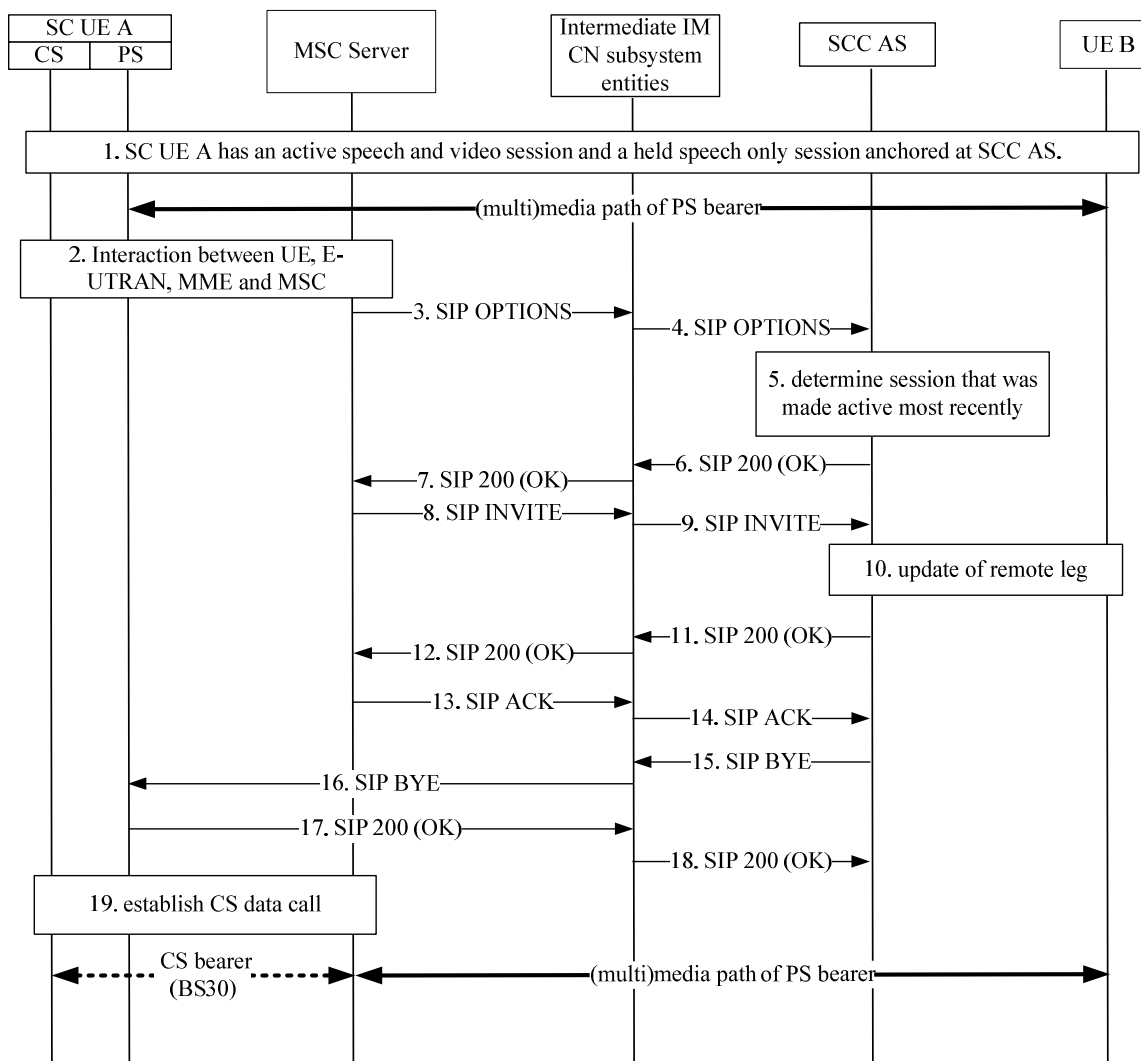 SC UE A
CS
PS
MSC Server
Intermediate IM
CN subsystem
entities
SCC AS
UE B
1. SC UE A has an active speech and video session and a held speech only session anchored at SCC AS.
(multi)media path of PS bearer
2. Interaction between UE, E-
UTRAN, MME and MSC
3. SIP OPTIONS
4. SIP OPTIONS
5. determine session that was
made active most recently
6. SIP 200 (OK)
7. SIP 200 (OK)
8. SIP INVITE
9. SIP INVITE
10. update of remote leg
11. SIP 200 (OK)
12. SIP 200 (OK)
13. SIP ACK
14. SIP ACK
15. SIP BYE
16. SIP BYE
17. SIP 200 (OK)
18. SIP 200 (OK)
19. establish CS data call
CS bearer
(BS30)
(multi)media path of PS bearer